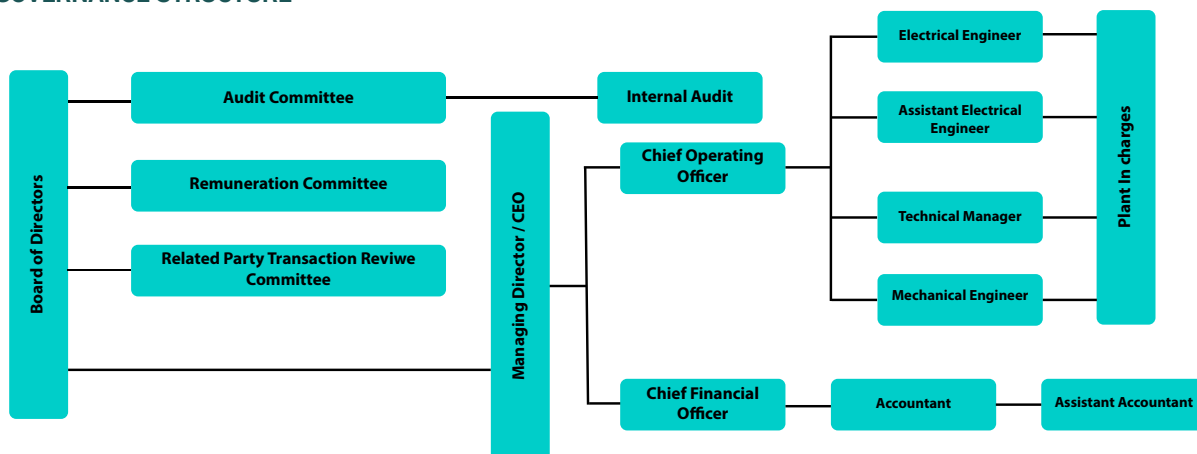 GOVERNANCE STRUCTURE
Board of Directors
Audit Committee
Remuneration Committee
Related Party Transaction Reviwe
Committee
Internal Audit
Managing Director / CEO
Chief Operating
Officer
Chief Financial
Officer
Electrical Engineer
Assistant Electrical
Engineer
Technical Manager
Mechanical Engineer
Plant In charges
Accountant
Assistant Accountant